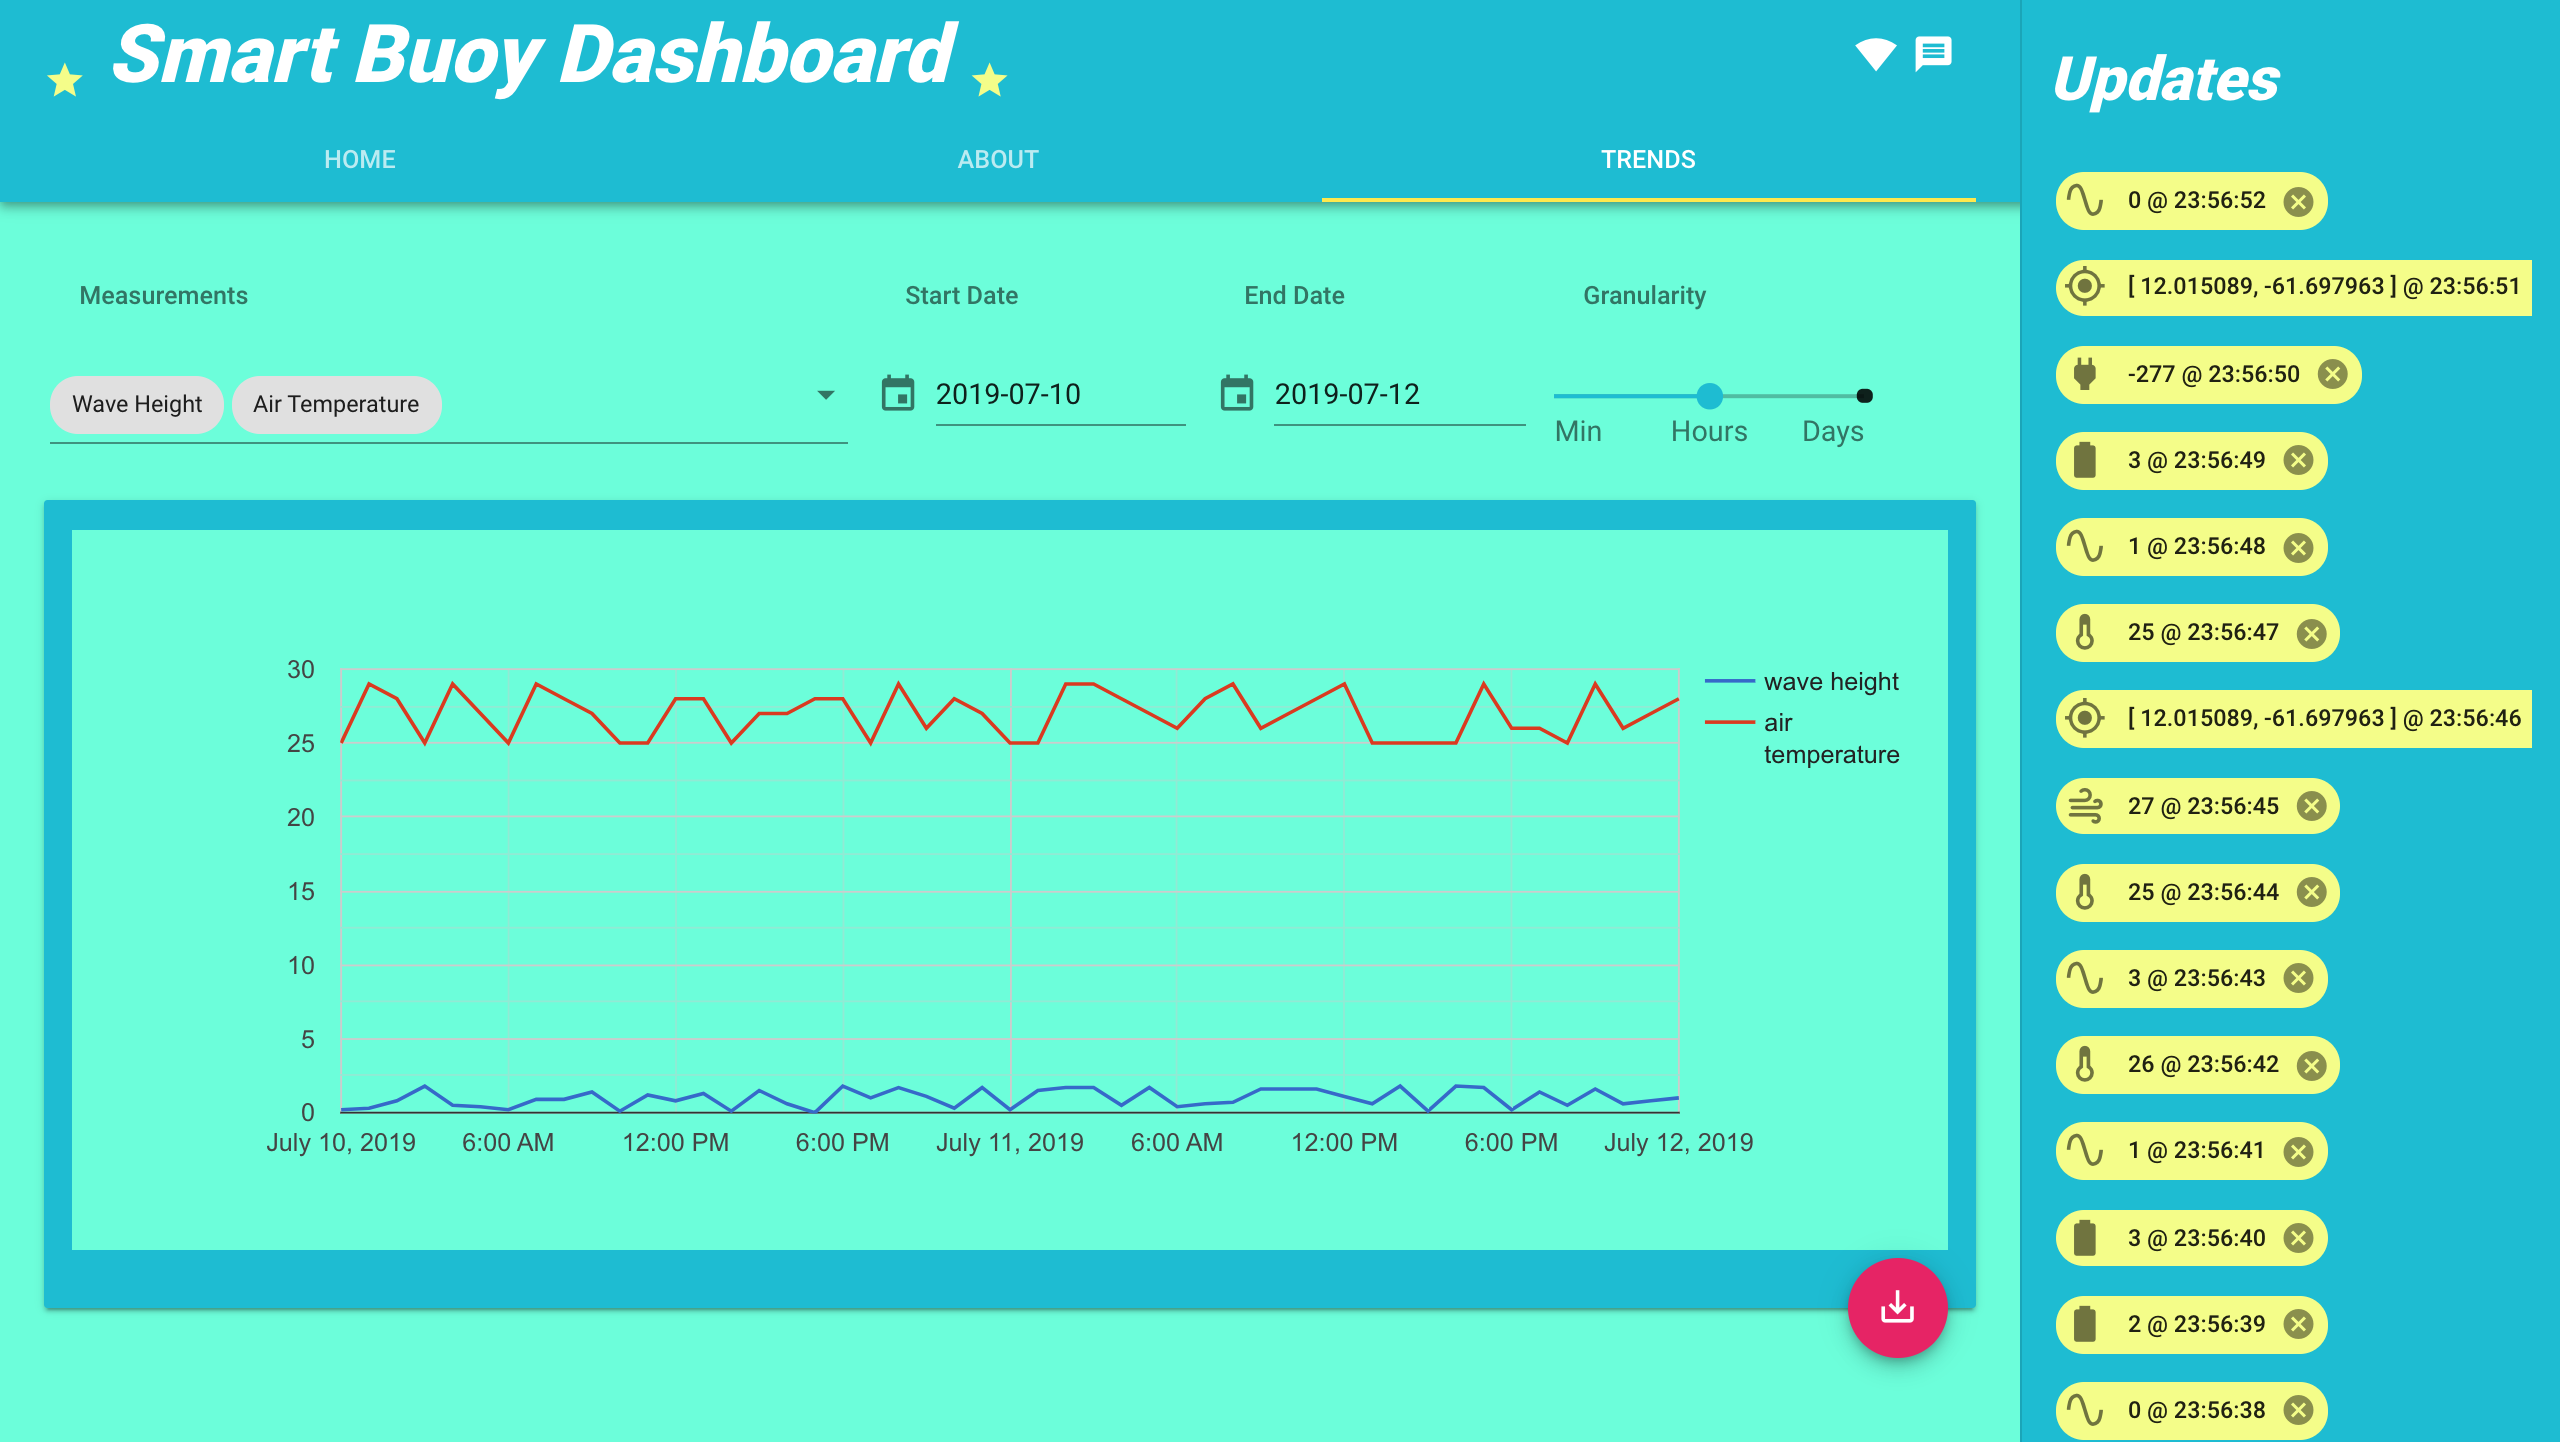 Smart Buoy Dashboard
HOME ABOUT TRENDS
Measurements Start Date End Date Granularity
Wave Height Air Temperature 2019-07-10 2019-07-12
Min Hours Days
30
25
20
15
10
5
0
July 10, 2019 6:00 AM 12:00 PM 6:00 PM July 11, 2019 6:00 AM 12:00 PM 6:00 PM July 12, 2019
wave height
air
temperature
Updates
0 @ 23:56:52
[ 12.015089, -61.697963 ] @ 23:56:51
-277 @ 23:56:50
3 @ 23:56:49
1 @ 23:56:48
25 @ 23:56:47
[ 12.015089, -61.697963 ] @ 23:56:46
27 @ 23:56:45
25 @ 23:56:44
3 @ 23:56:43
26 @ 23:56:42
1 @ 23:56:41
3 @ 23:56:40
2 @ 23:56:39
0 @ 23:56:38